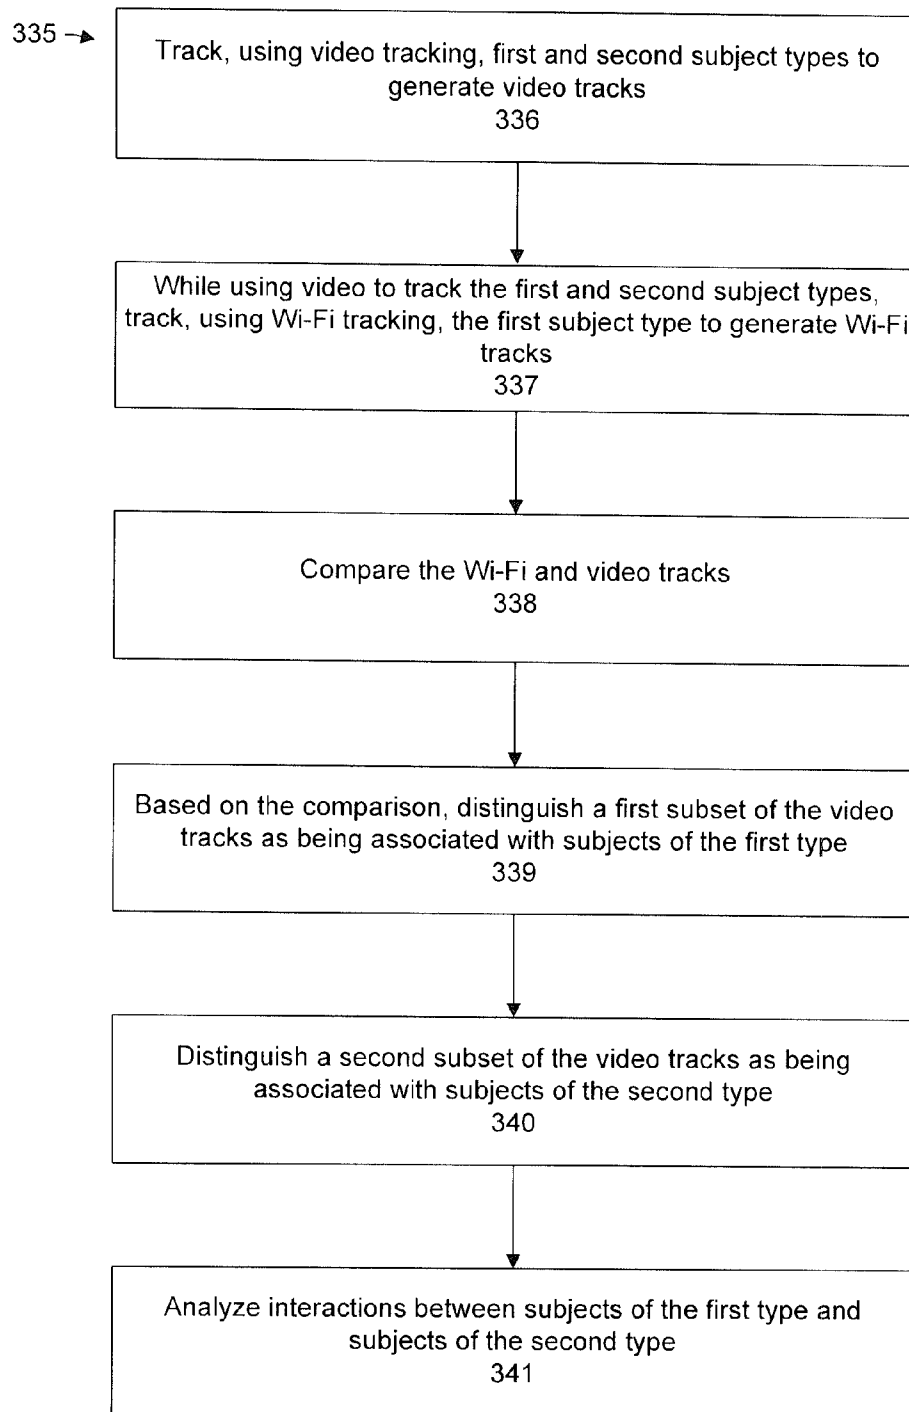 335
Track, using video tracking, first and second subject types to
generate video tracks
336
While using video to track the first and second subject types,
track, using Wi-Fi tracking, the first subject type to generate Wi-Fi
tracks
337
Compare the Wi-Fi and video tracks
338
Based on the comparison, distinguish a first subset of the video
tracks as being associated with subjects of the first type
339
Distinguish a second subset of the video tracks as being
associated with subjects of the second type
340
Analyze interactions between subjects of the first type and
subjects of the second type
341